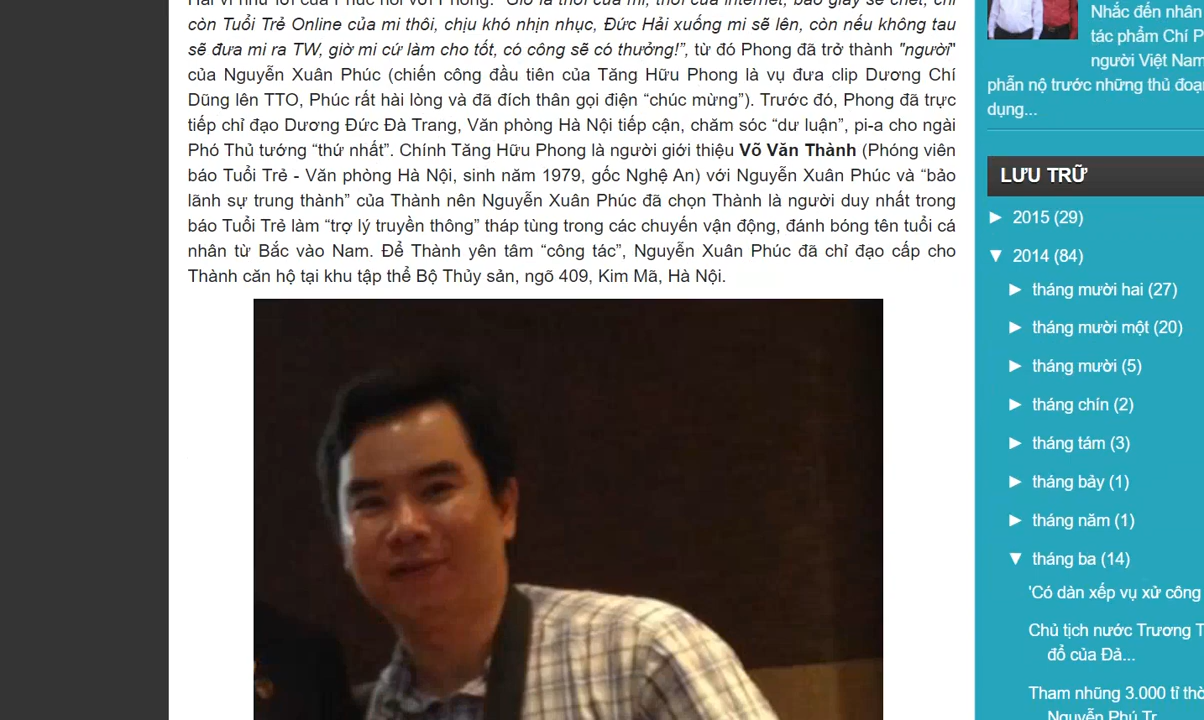 còn Tuổi Trẻ Online của mi thôi, chịu khó nhịn nhục, Đức Hải xuống mi sẽ lên, còn nếu không tau
sẽ đưa mi ra TW, giờ mi cứ làm cho tốt, có công sẽ có thưởng!”, từ đó Phong đã trở thành "người"
của Nguyễn Xuân Phúc (chiến công đầu tiên của Tăng Hữu Phong là vụ đưa clip Dương Chí
Dũng lên TTO, Phúc rất hài lòng và đã đích thân gọi điện “chúc mừng”). Trước đó, Phong đã trực
tiếp chỉ đạo Dương Đức Đà Trang, Văn phòng Hà Nội tiếp cận, chăm sóc “dư luận”, pi-a cho ngài
Phó Thủ tướng “thứ nhất”. Chính Tăng Hữu Phong là người giới thiệu Võ Văn Thành (Phóng viên
báo Tuổi Trẻ - Văn phòng Hà Nội, sinh năm 1979, gốc Nghệ An) với Nguyễn Xuân Phúc và “bảo
lãnh sự trung thành” của Thành nên Nguyễn Xuân Phúc đã chọn Thành là người duy nhất trong
báo Tuổi Trẻ làm “trợ lý truyền thông” tháp tùng trong các chuyến vận động, đánh bóng tên tuổi cá
nhân từ Bắc vào Nam. Để Thành yên tâm “công tác”, Nguyễn Xuân Phúc đã chỉ đạo cấp cho
Thành căn hộ tại khu tập thể Bộ Thủy sản, ngõ 409, Kim Mã, Hà Nội.
Nhắc đến nhân
tác phẩm Chí P
người Việt Nam
phẫn nộ trước những thủ đoạn
dụng...
LƯU TRỮ
► 2015 (29)
▼ 2014 (84)
► tháng mười hai (27)
► tháng mười một (20)
► tháng mười (5)
► tháng chín (2)
► tháng tám (3)
► tháng bảy (1)
► tháng năm (1)
▼ tháng ba (14)
'Có dàn xếp vụ xử công
Chủ tịch nước Trương T
đổ của Đả...
Tham nhũng 3.000 tỉ thờ
Nguyễn Phú Tr